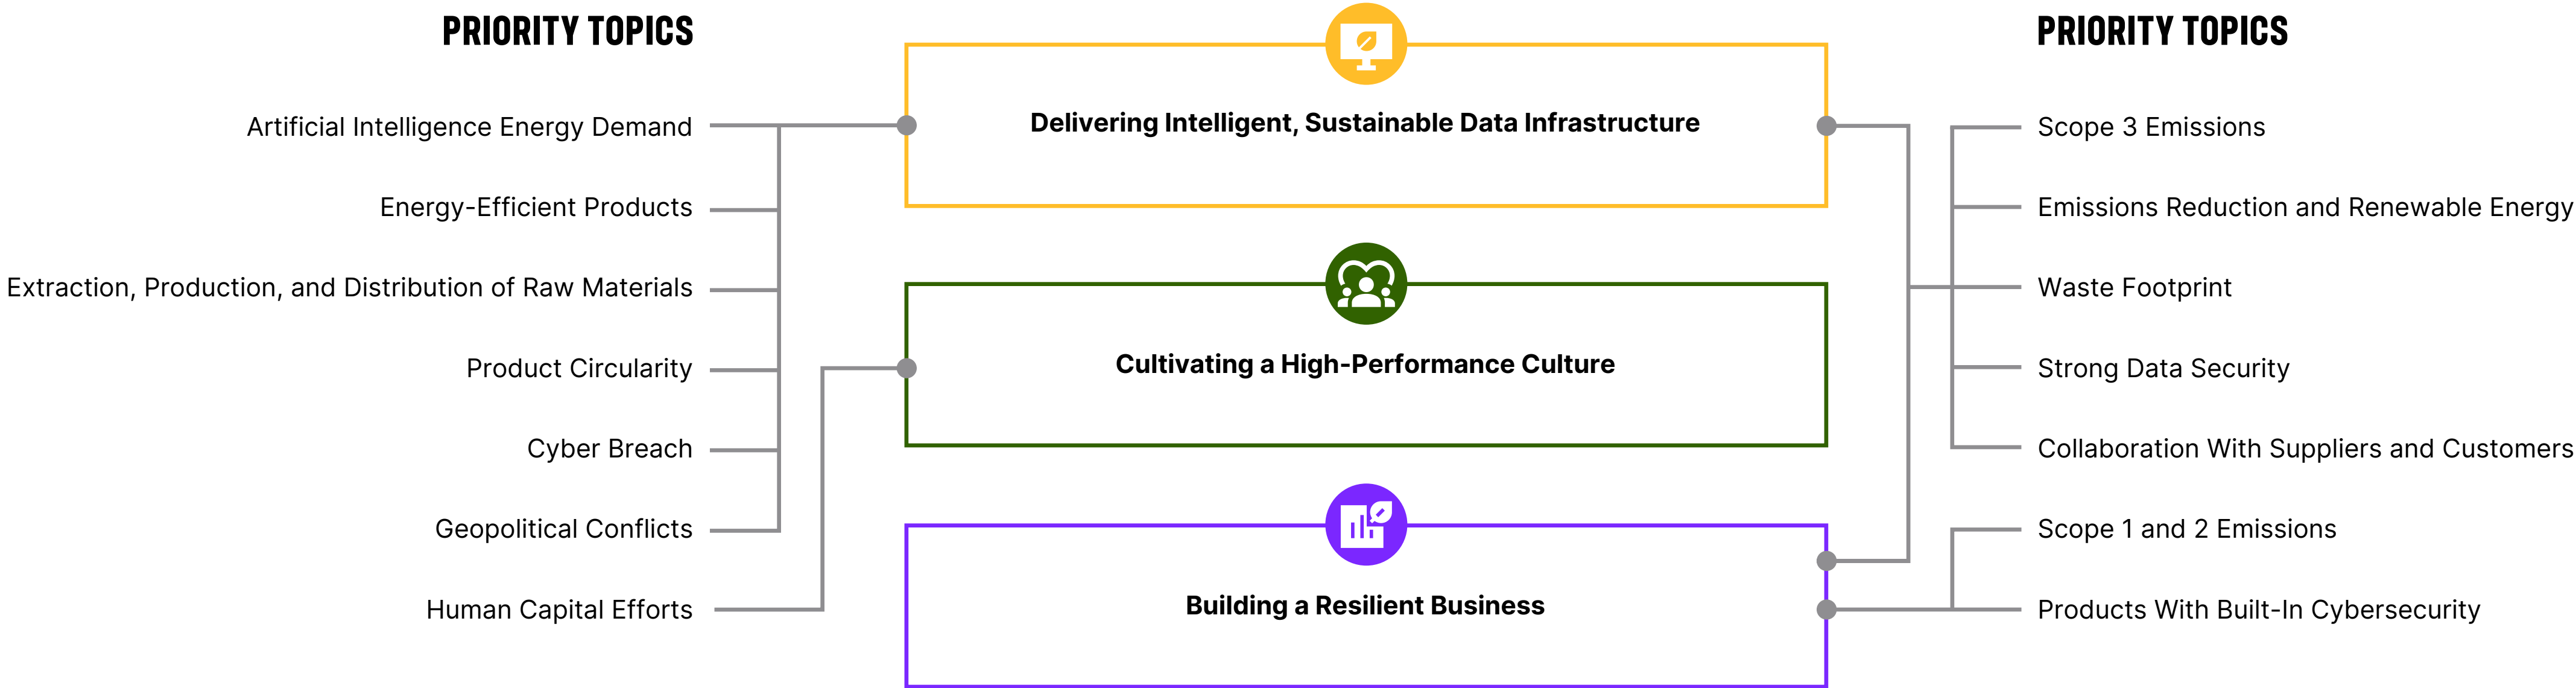 PRIORITY TOPICS
Artificial Intelligence Energy Demand
Energy-Efficient Products
Extraction, Production, and Distribution of Raw Materials
Product Circularity
Cyber Breach
Geopolitical Conflicts
Human Capital Efforts
Delivering Intelligent, Sustainable Data Infrastructure
Cultivating a High-Performance Culture
Building a Resilient Business
PRIORITY TOPICS
Scope 3 Emissions
Emissions Reduction and Renewable Energy
Waste Footprint
Strong Data Security
Collaboration With Suppliers and Customers
Scope 1 and 2 Emissions
Products With Built-In Cybersecurity